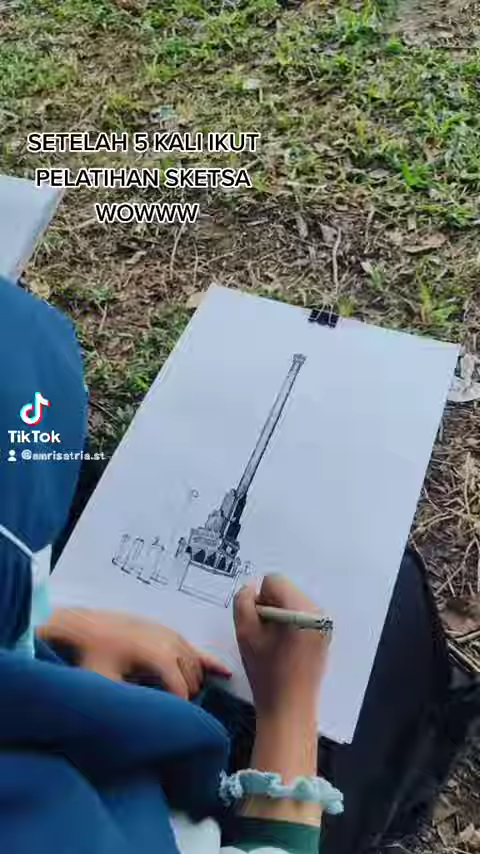 SETELAH 5 KALI IKUT
PELATIHAN SKETSA
WOWWW
TikTok
@amrisatria.st